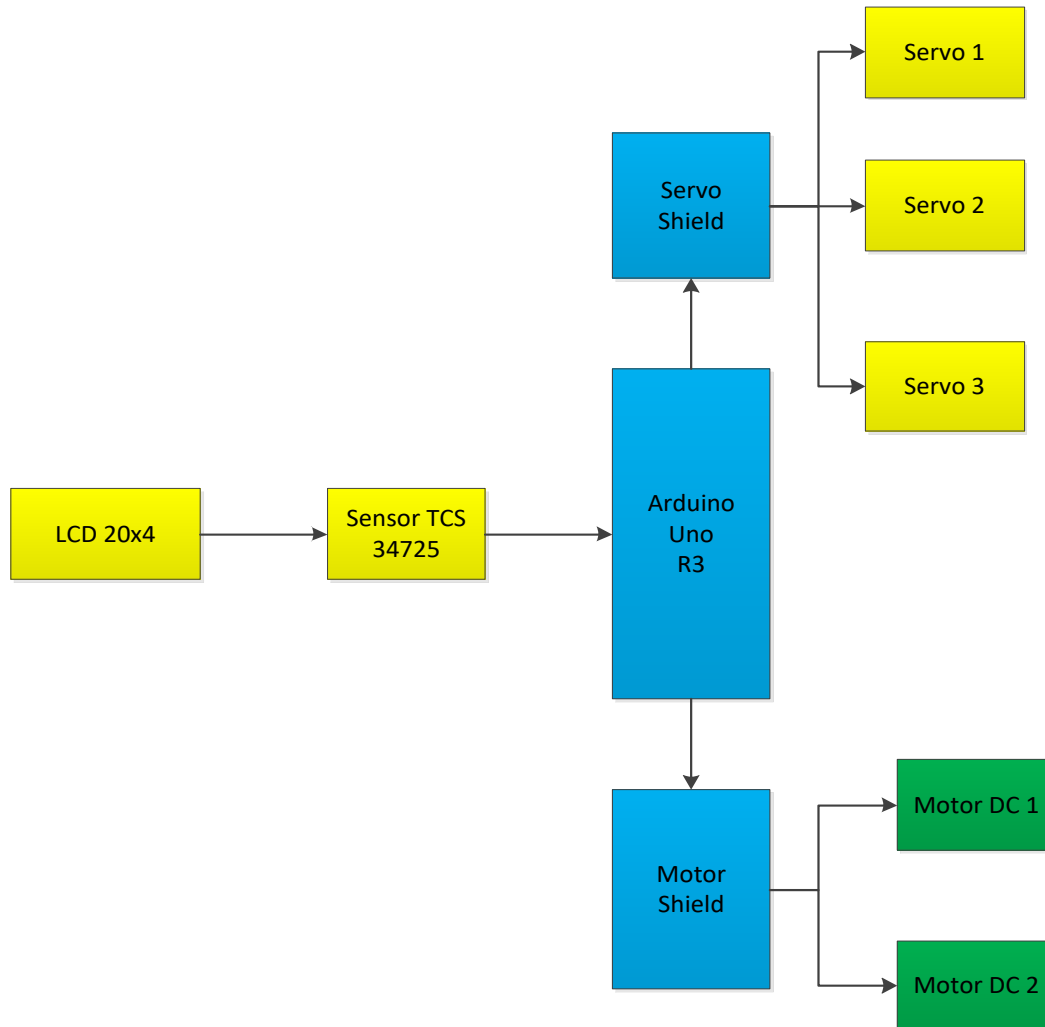 Servo 1
Servo
Shield
Servo 2
Servo 3
LCD 20x4
Sensor TCS
34725
Arduino
Uno
R3
Motor
Shield
Motor DC 1
Motor DC 2